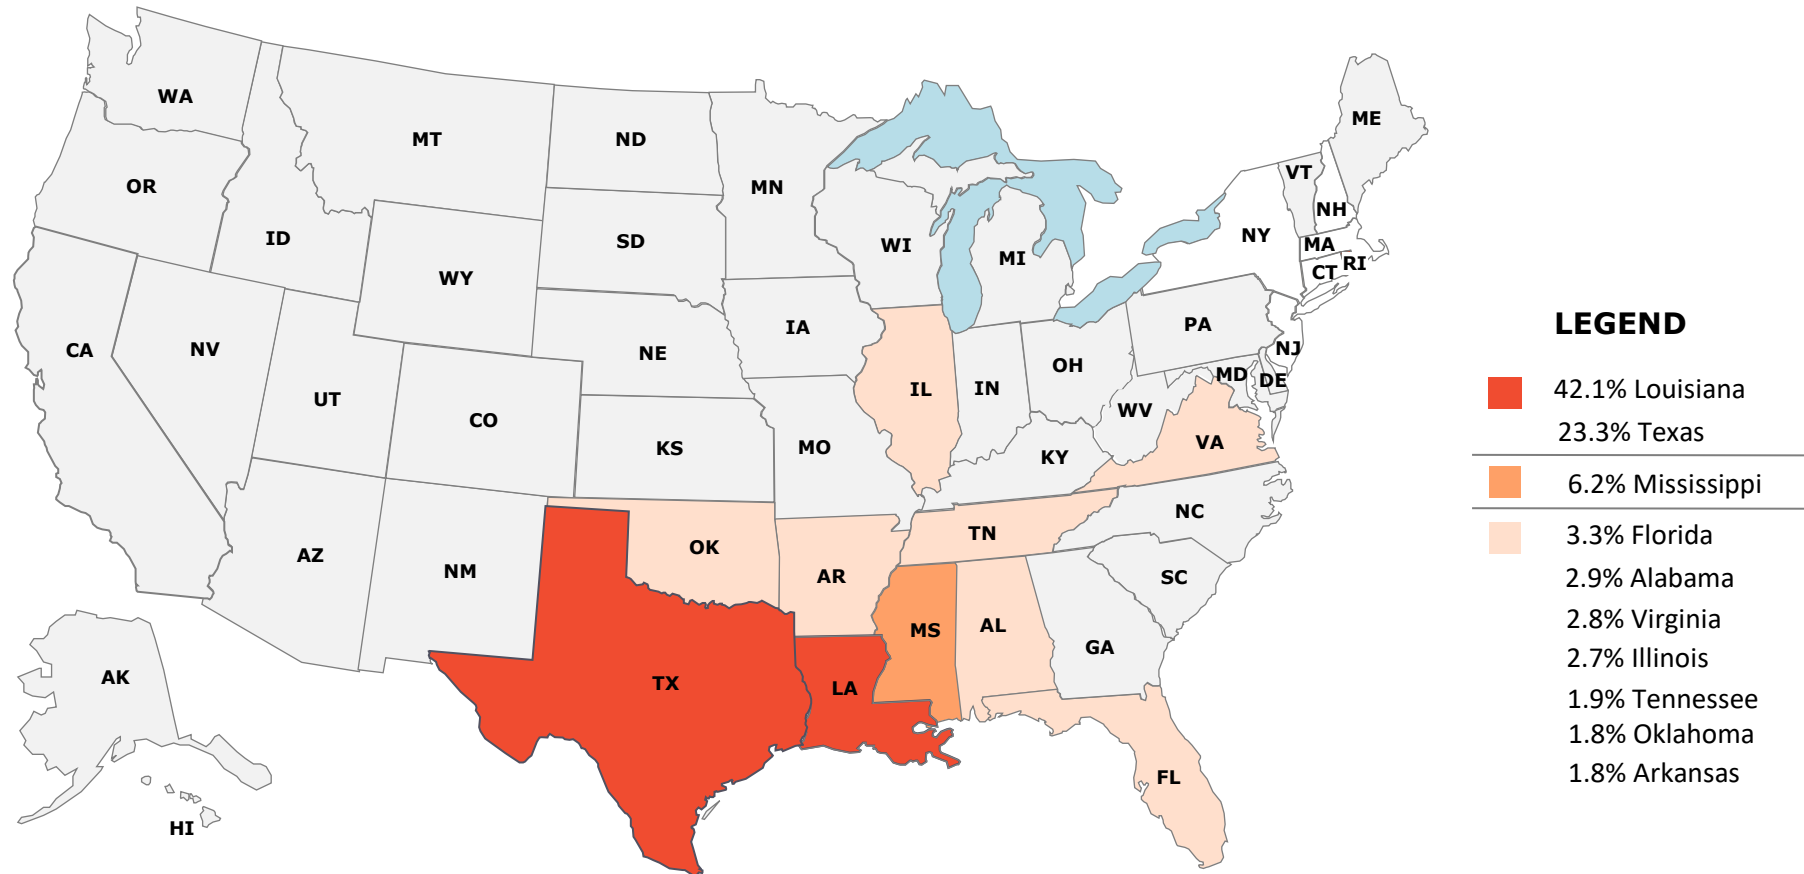 WA
MT
ND
MN
ME
OR
ID
SD
WI
MI
VT
NH
NY
MA
CT
RI
WY
IA
NE
PA
NJ
CA
NV
UT
CO
KS
MO
IL
IN
OH
MD
DE
WV
VA
KY
AZ
NM
OK
AR
TN
NC
SC
MS
AL
GA
TX
LA
FL
AK
HI
LEGEND
42.1% Louisiana
23.3% Texas
6.2% Mississippi
3.3% Florida
2.9% Alabama
2.8% Virginia
2.7% Illinois
1.9% Tennessee
1.8% Oklahoma
1.8% Arkansas